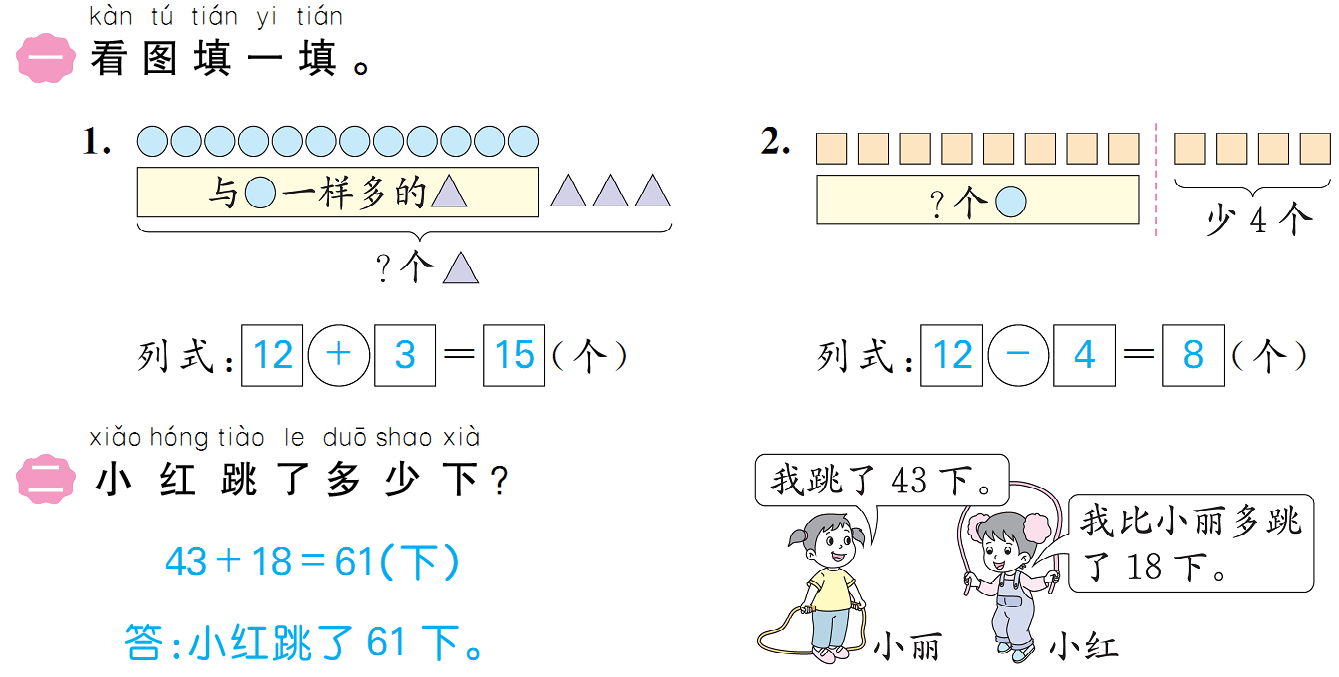 kàn tú tián yi tián
一 看图填一填。
1.
与一样多的
?个
列式:12+3=15(个)
2.
?个
少4个
列式:12-4=8(个)
xiǎo hóng tiào le duō shao xià
二 小红跳了多少下?
43+18=61(下)
答:小红跳了61下。
我跳了43下。
我比小丽多跳
了18下。
小丽
小红